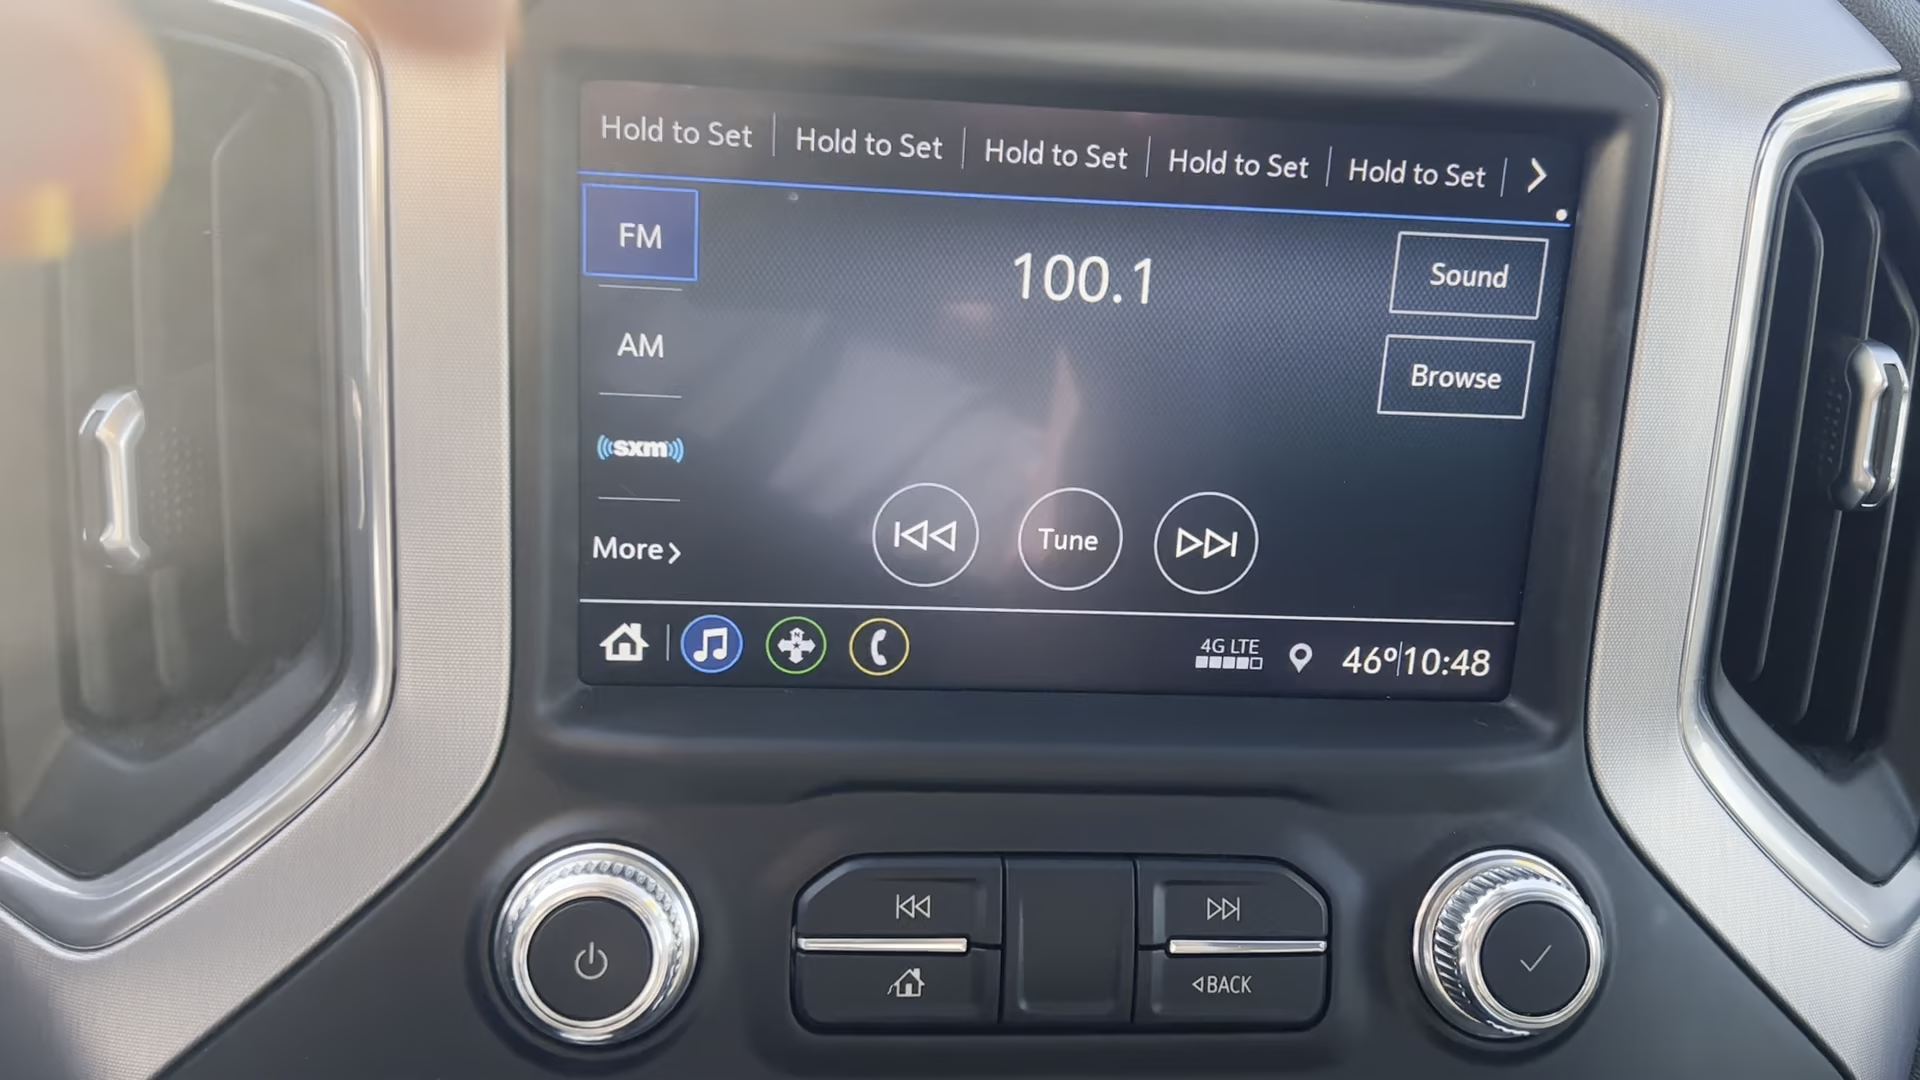 Hold to Set
Hold to Set
Hold to Set
Hold to Set
Hold to Set
FM
100.1
Sound
AM
Browse
sxm
More
Tune
4G LTE
46° 10:48
BACK